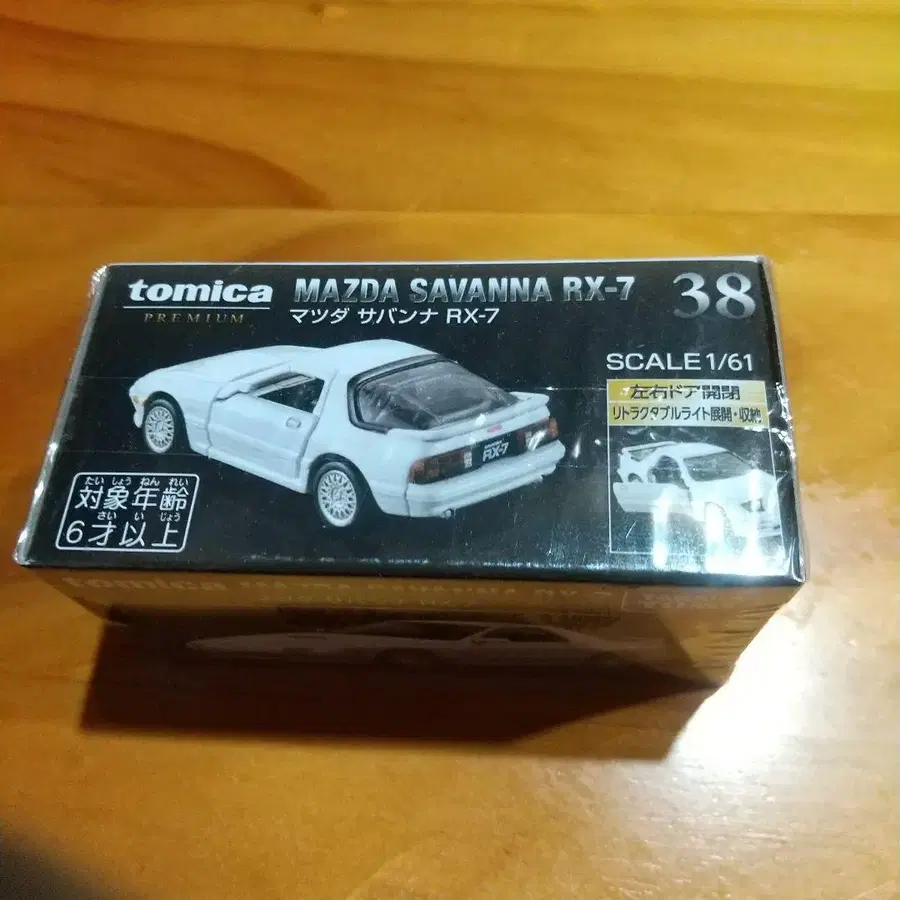 tomica
PREMIUM
MAZDA SAVANNA RX-7
マツダ サバンナ RX-7
38
SCALE 1/61
左右ドア開閉
リトラクタブルライト展開・収納
RX-7
たい しょう ねん れい
対象年齢
さい い じょう
6才以上
tomica